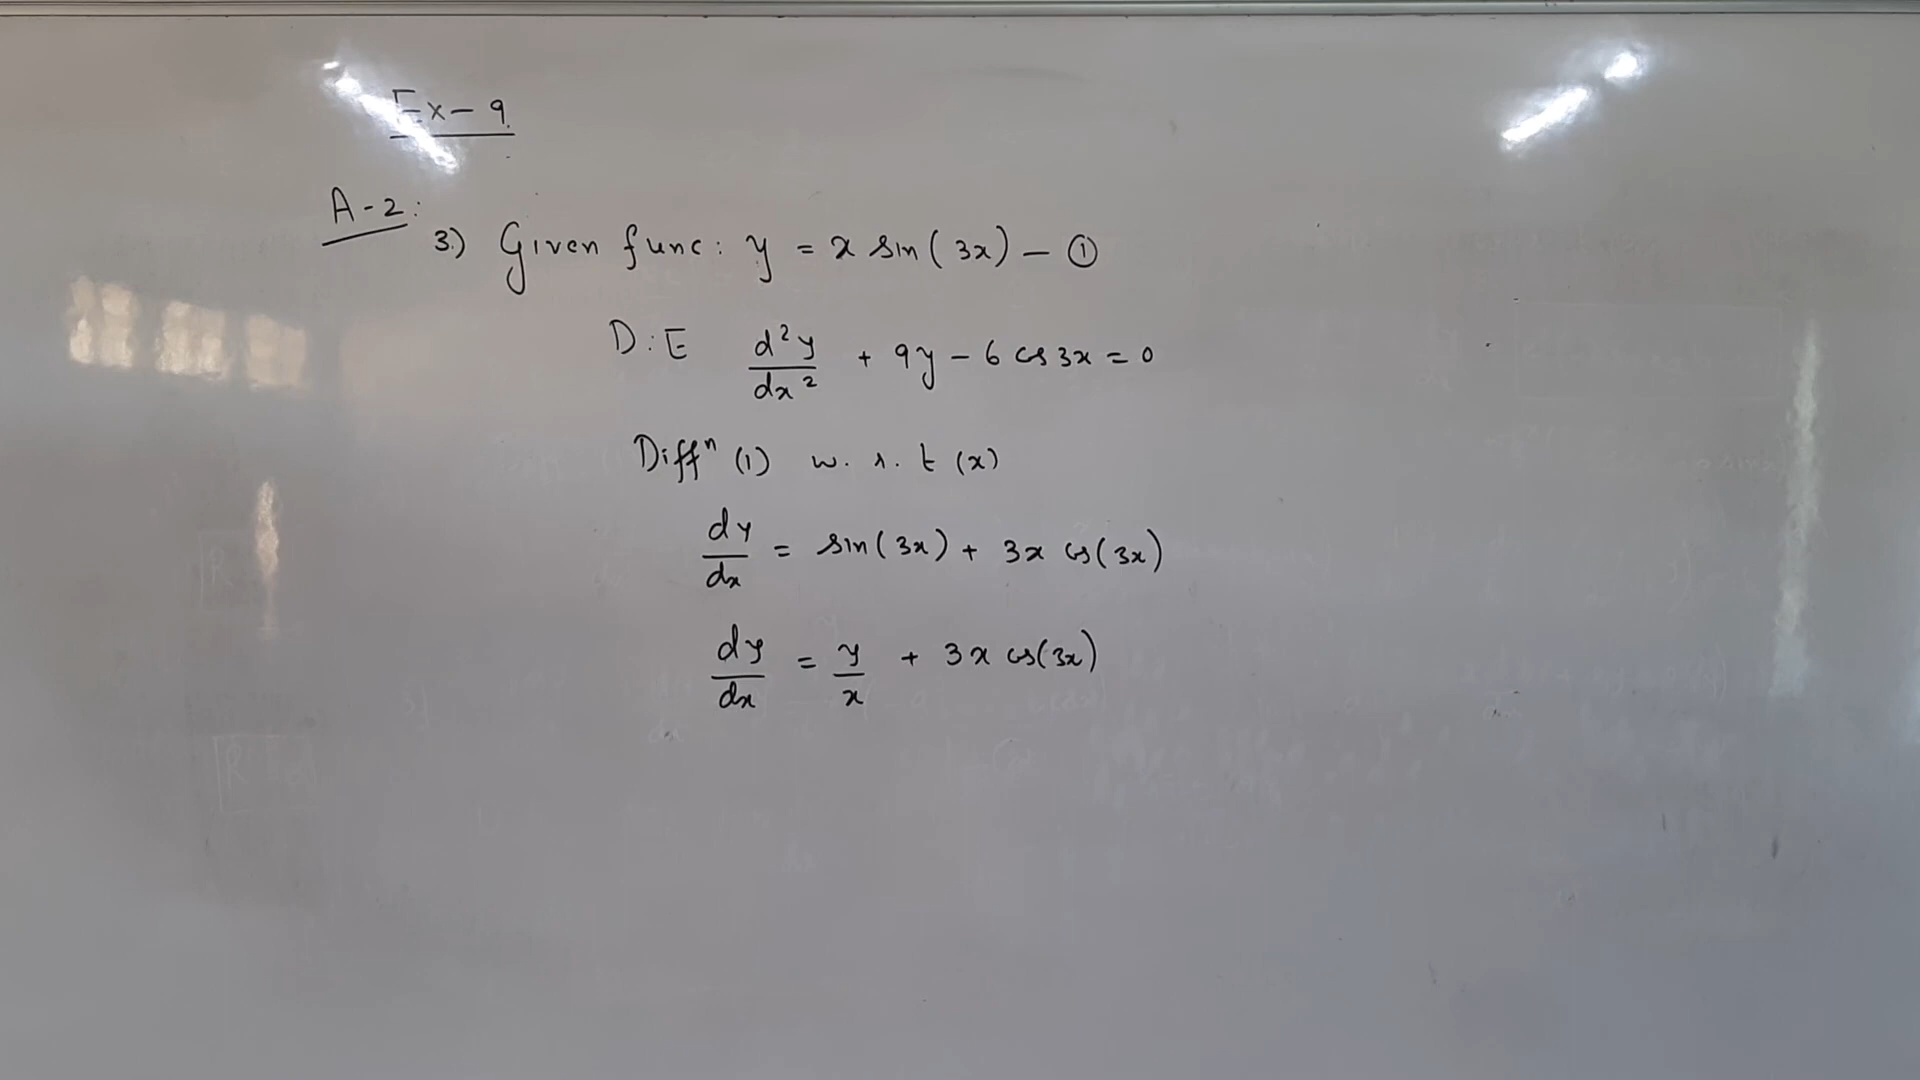 Ex - 9.
A-2:
3.) Given func: y = x sin(3x) - ①
D.E d²y/dx² + 9y - 6 cos 3x = 0
Diffⁿ (1) w.r.t (x)
dy/dx = sin(3x) + 3x cos(3x)
dy/dx = y/x + 3x cos(3x)